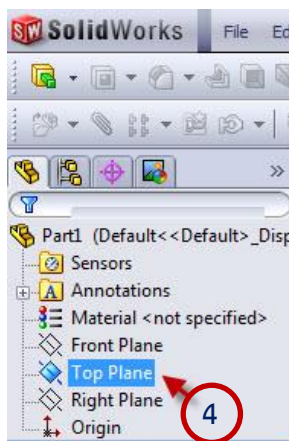 SolidWorks File Ed
»
Part1 (Default<<Default>_Disp
Sensors
A Annotations
Material <not specified>
Front Plane
Top Plane
Right Plane
4
Origin